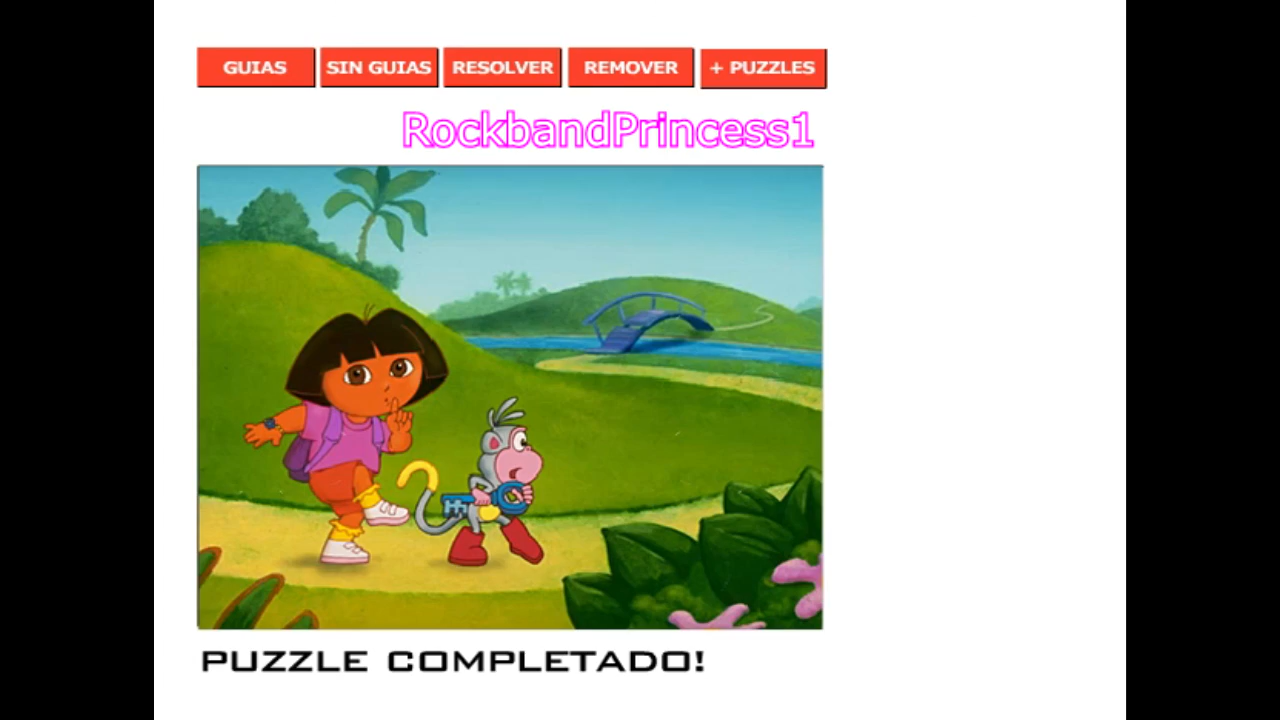 GUIAS SIN GUIAS RESOLVER REMOVER + PUZZLES
RockbandPrincess1
PUZZLE COMPLETADO!